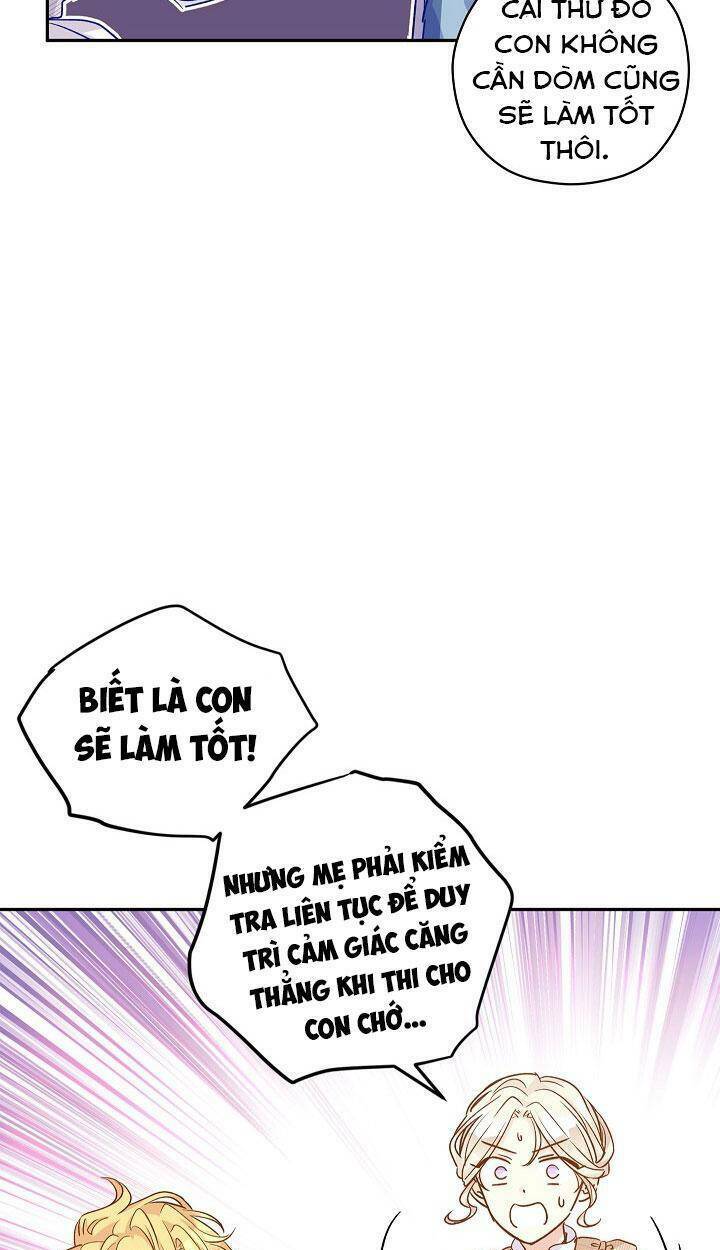 CÁI THỨ ĐÓ
CON KHÔNG
CẦN DÒM CŨNG
SẼ LÀM TỐT
THÔI.
BIẾT LÀ CON
SẼ LÀM TỐT!
NHƯNG MẸ PHẢI KIỂM
TRA LIÊN TỤC ĐỂ DUY
TRÌ CẢM GIÁC CĂNG
THẲNG KHI THI CHO
CON CHỚ...